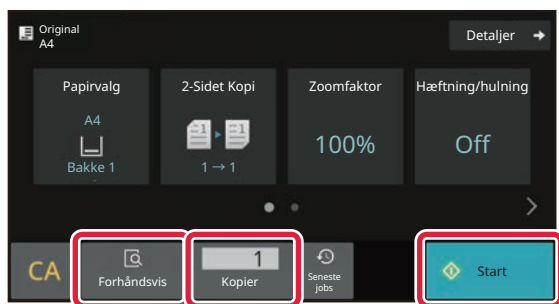 Original
A4
Detaljer
Papirvalg
A4
Bakke 1
2-Sidet Kopi
1 → 1
Zoomfaktor
100%
Hæftning/hulning
Off
CA
Forhåndsvis
1
Kopier
Seneste
jobs
Start